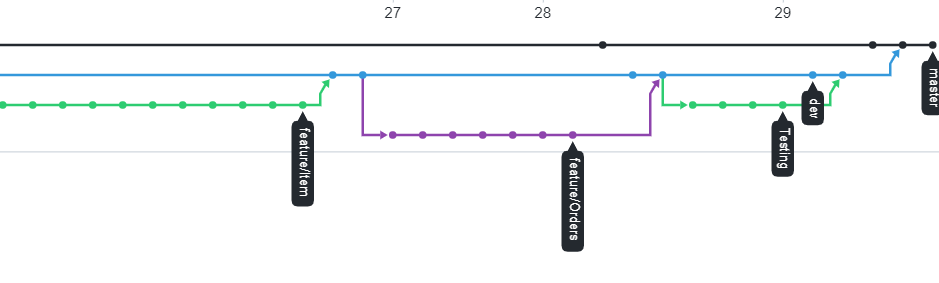 27
28
29
master
dev
feature/Item
Testing
feature/Orders